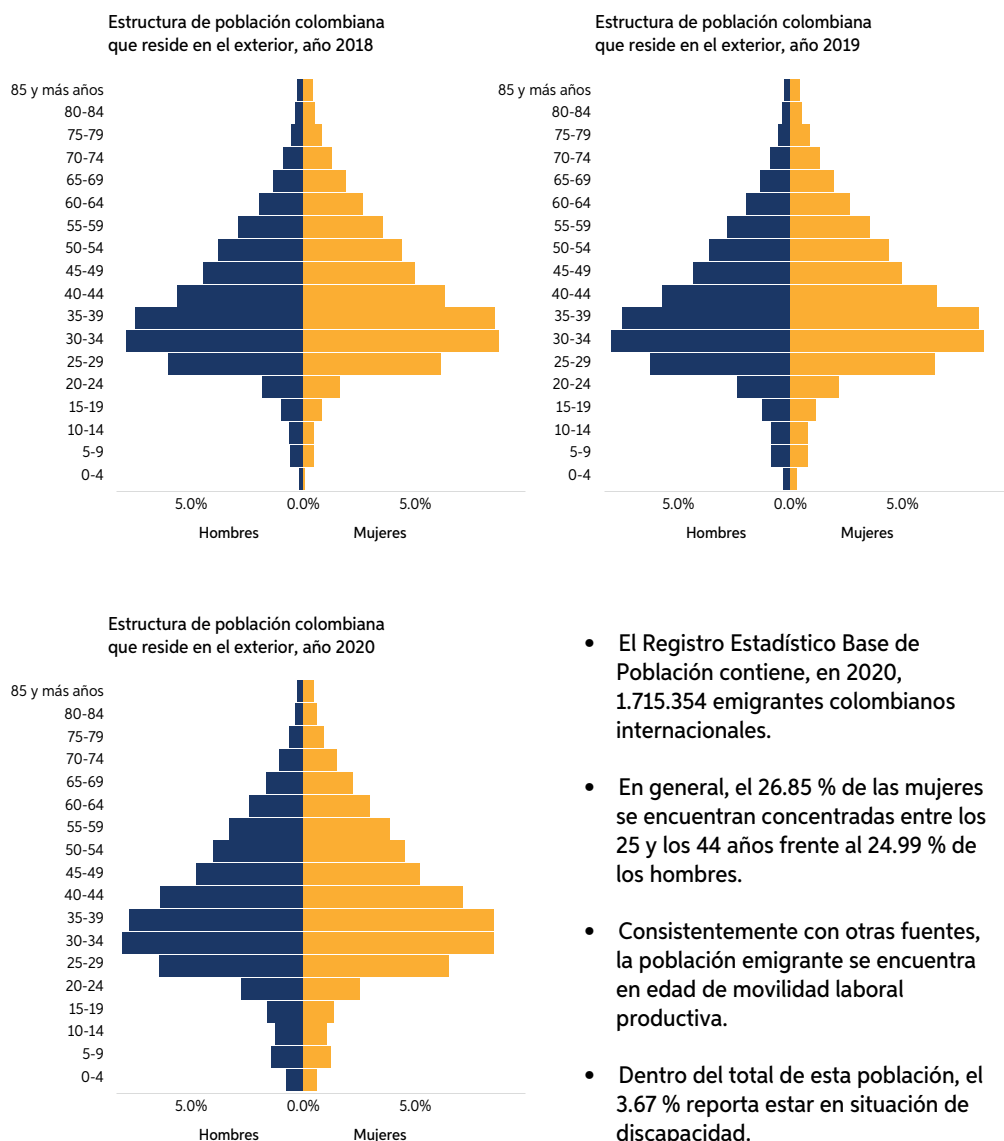 Estructura de población colombiana
que reside en el exterior, año 2018
85 y más años
80-84
75-79
70-74
65-69
60-64
55-59
50-54
45-49
40-44
35-39
30-34
25-29
20-24
15-19
10-14
5-9
0-4
5.0% 0.0% 5.0%
Hombres Mujeres
Estructura de población colombiana
que reside en el exterior, año 2019
85 y más años
80-84
75-79
70-74
65-69
60-64
55-59
50-54
45-49
40-44
35-39
30-34
25-29
20-24
15-19
10-14
5-9
0-4
5.0% 0.0% 5.0%
Hombres Mujeres
Estructura de población colombiana
que reside en el exterior, año 2020
85 y más años
80-84
75-79
70-74
65-69
60-64
55-59
50-54
45-49
40-44
35-39
30-34
25-29
20-24
15-19
10-14
5-9
0-4
5.0% 0.0% 5.0%
Hombres Mujeres
• El Registro Estadístico Base de
Población contiene, en 2020,
1.715.354 emigrantes colombianos
internacionales.
• En general, el 26.85 % de las mujeres
se encuentran concentradas entre los
25 y los 44 años frente al 24.99 % de
los hombres.
• Consistentemente con otras fuentes,
la población emigrante se encuentra
en edad de movilidad laboral
productiva.
• Dentro del total de esta población, el
3.67 % reporta estar en situación de
discapacidad.